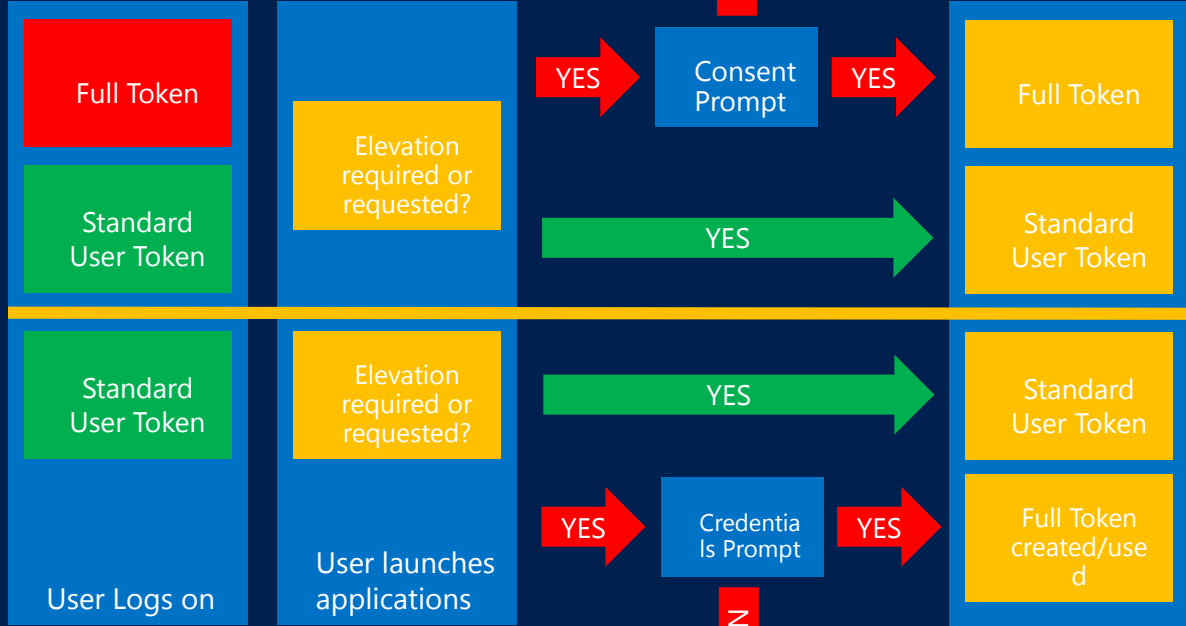 Full Token
Standard
User Token
Elevation
required or
requested?
YES
Consent
Prompt
YES
YES
Full Token
Standard
User Token
Standard
User Token
Elevation
required or
requested?
YES
YES
Credentia
ls Prompt
YES
N
Standard
User Token
Full Token
created/use
d
User Logs on
User launches
applications